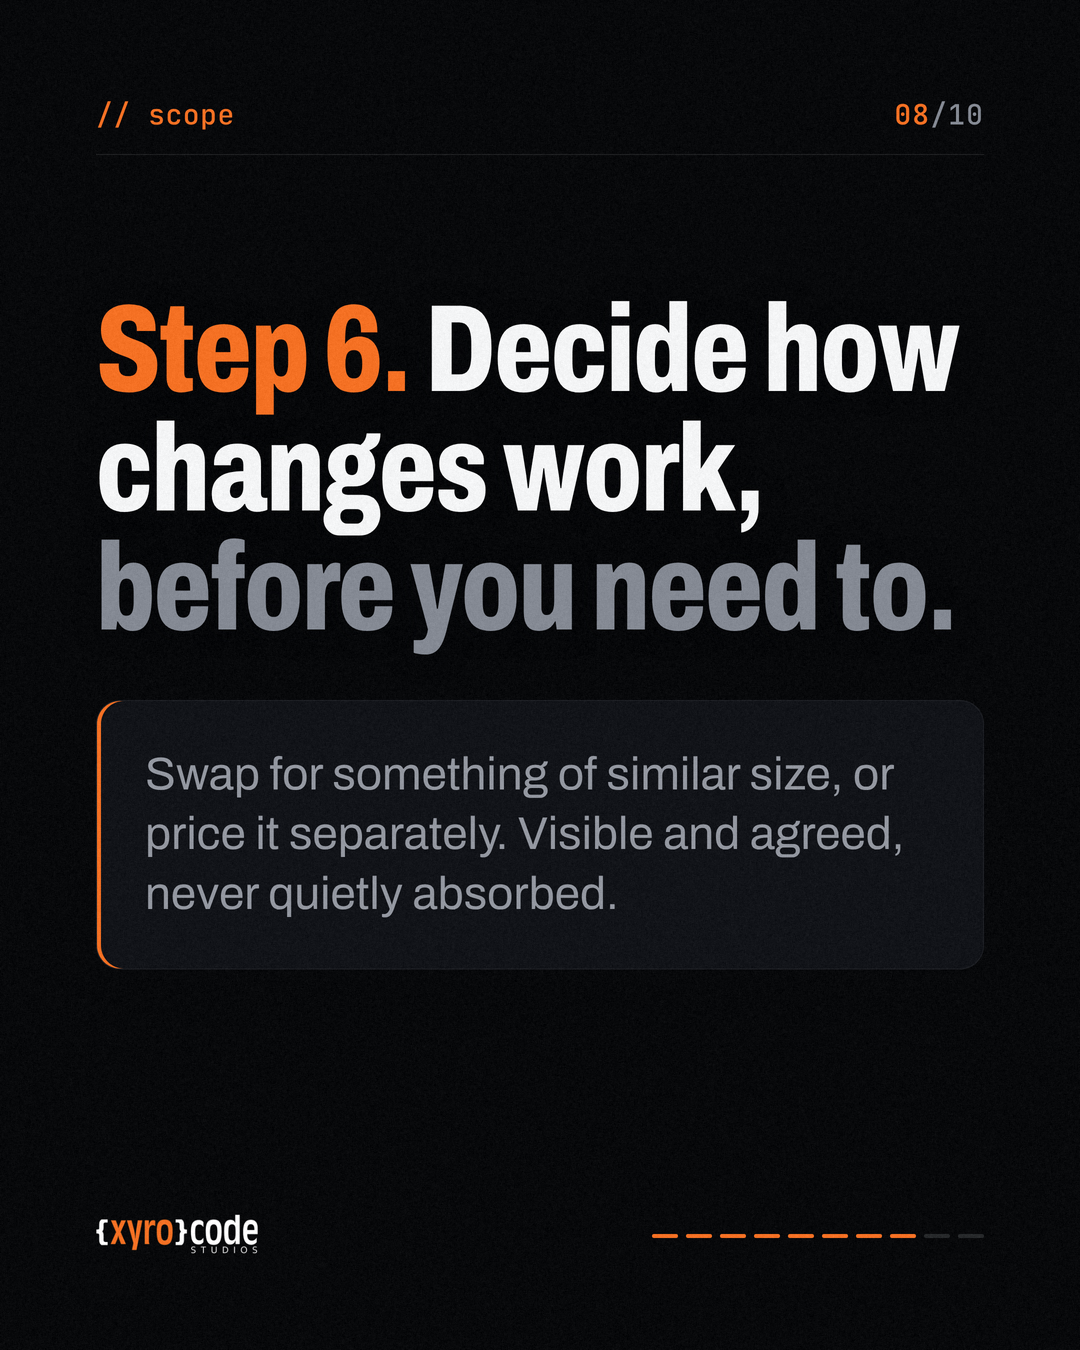 // scope
08/10
Step 6. Decide how
changes work,
before you need to.
Swap for something of similar size, or
price it separately. Visible and agreed,
never quietly absorbed.
{xyro}code
STUDIOS